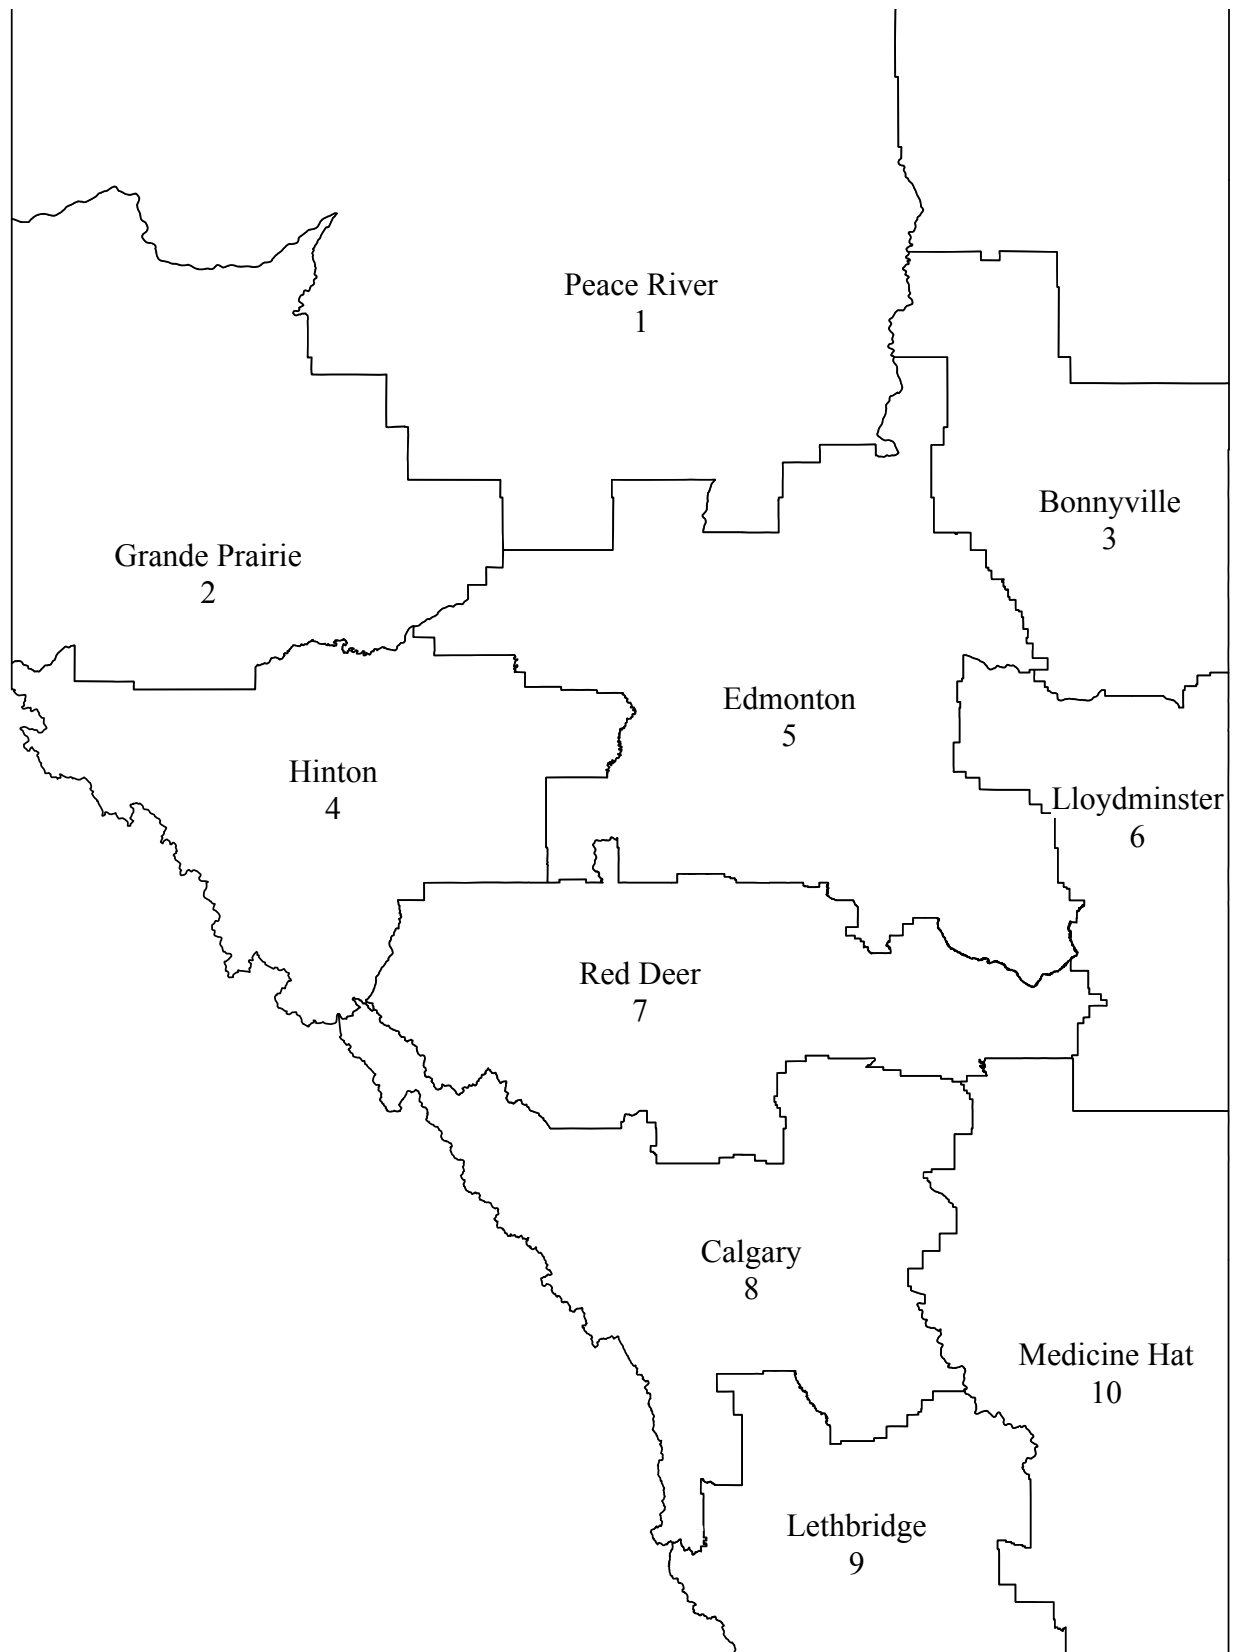 Peace River
1
Bonnyville
3
Grande Prairie
2
Edmonton
5
Hinton
4
Lloydminster
6
Red Deer
7
Calgary
8
Medicine Hat
10
Lethbridge
9